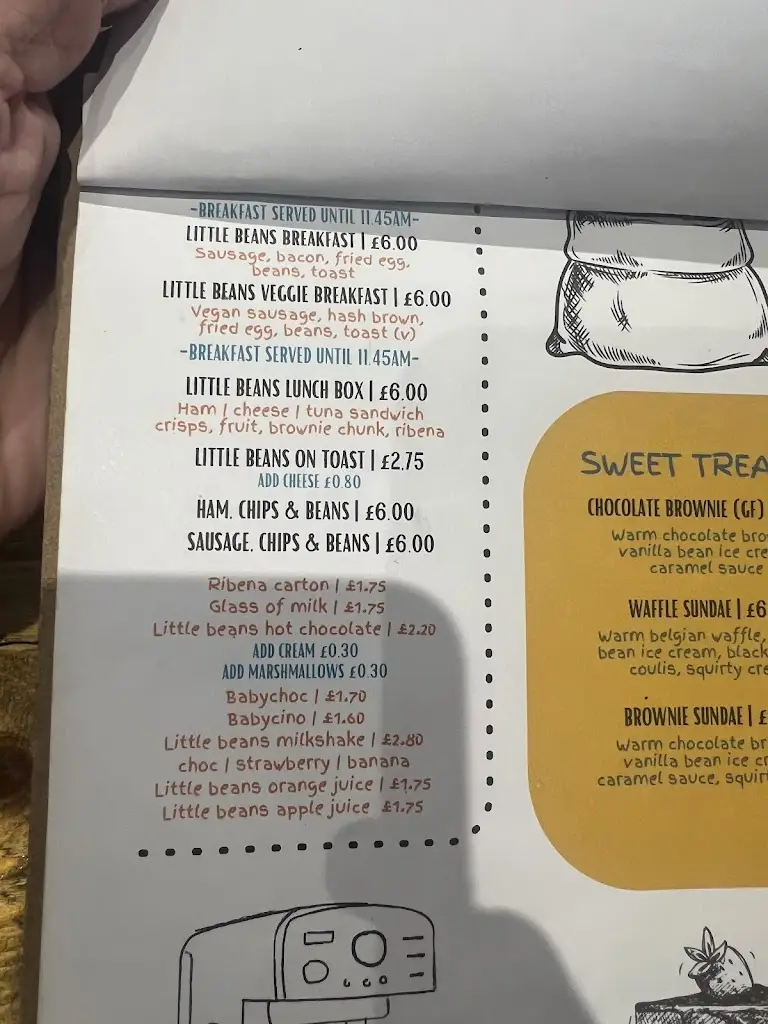 -BREAKFAST SERVED UNTIL 11.45AM-
LITTLE BEANS BREAKFAST | £6.00
Sausage, bacon, fried egg,
beans, toast
LITTLE BEANS VEGGIE BREAKFAST | £6.00
Vegan sausage, hash brown,
fried egg, beans, toast (v)
-BREAKFAST SERVED UNTIL 11.45AM-
LITTLE BEANS LUNCH BOX | £6.00
Ham | cheese | tuna sandwich
crisps, fruit, brownie chunk, ribena
LITTLE BEANS ON TOAST | £2.75
ADD CHEESE £0.80
HAM, CHIPS & BEANS | £6.00
SAUSAGE, CHIPS & BEANS | £6.00
Ribena carton | £1.75
Glass of milk | £1.75
Little beans hot chocolate | £2.20
ADD CREAM £0.30
ADD MARSHMALLOWS £0.30
Babychoc | £1.70
Babycino | £1.60
Little beans milkshake | £2.80
choc | strawberry | banana
Little beans orange juice | £1.75
Little beans apple juice £1.75
SWEET
CHOCOLATE BROWNIE (GF)
Warm chocolate
vanilla bean ice
caramel sauce
WAFFLE SUNDAE | £6
Warm belgian waffle,
bean ice cream,
coulis, squirty
BROWNIE SUNDAE | £
Warm chocolate
vanilla bean ice
caramel sauce,